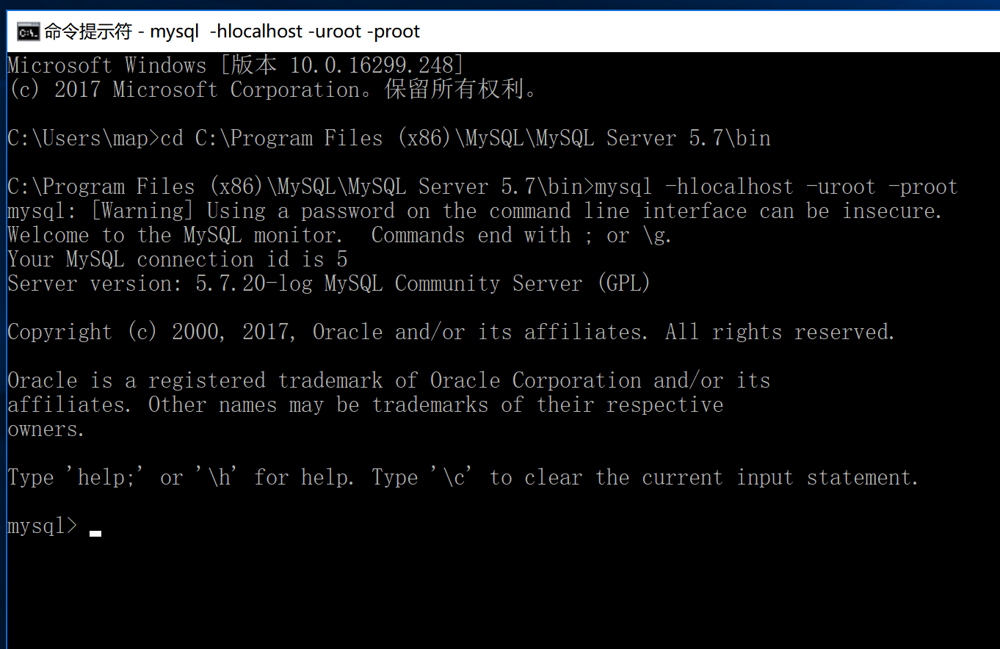 命令提示符 - mysql  -hlocalhost -uroot -proot
Microsoft Windows [版本 10.0.16299.248]
(c) 2017 Microsoft Corporation。保留所有权利。
C:\Users\map>cd C:\Program Files (x86)\MySQL\MySQL Server 5.7\bin
C:\Program Files (x86)\MySQL\MySQL Server 5.7\bin>mysql -hlocalhost -uroot -proot
mysql: [Warning] Using a password on the command line interface can be insecure.
Welcome to the MySQL monitor.  Commands end with ; or \g.
Your MySQL connection id is 5
Server version: 5.7.20-log MySQL Community Server (GPL)
Copyright (c) 2000, 2017, Oracle and/or its affiliates. All rights reserved.
Oracle is a registered trademark of Oracle Corporation and/or its
affiliates. Other names may be trademarks of their respective
owners.
Type 'help;' or '\h' for help. Type '\c' to clear the current input statement.
mysql>